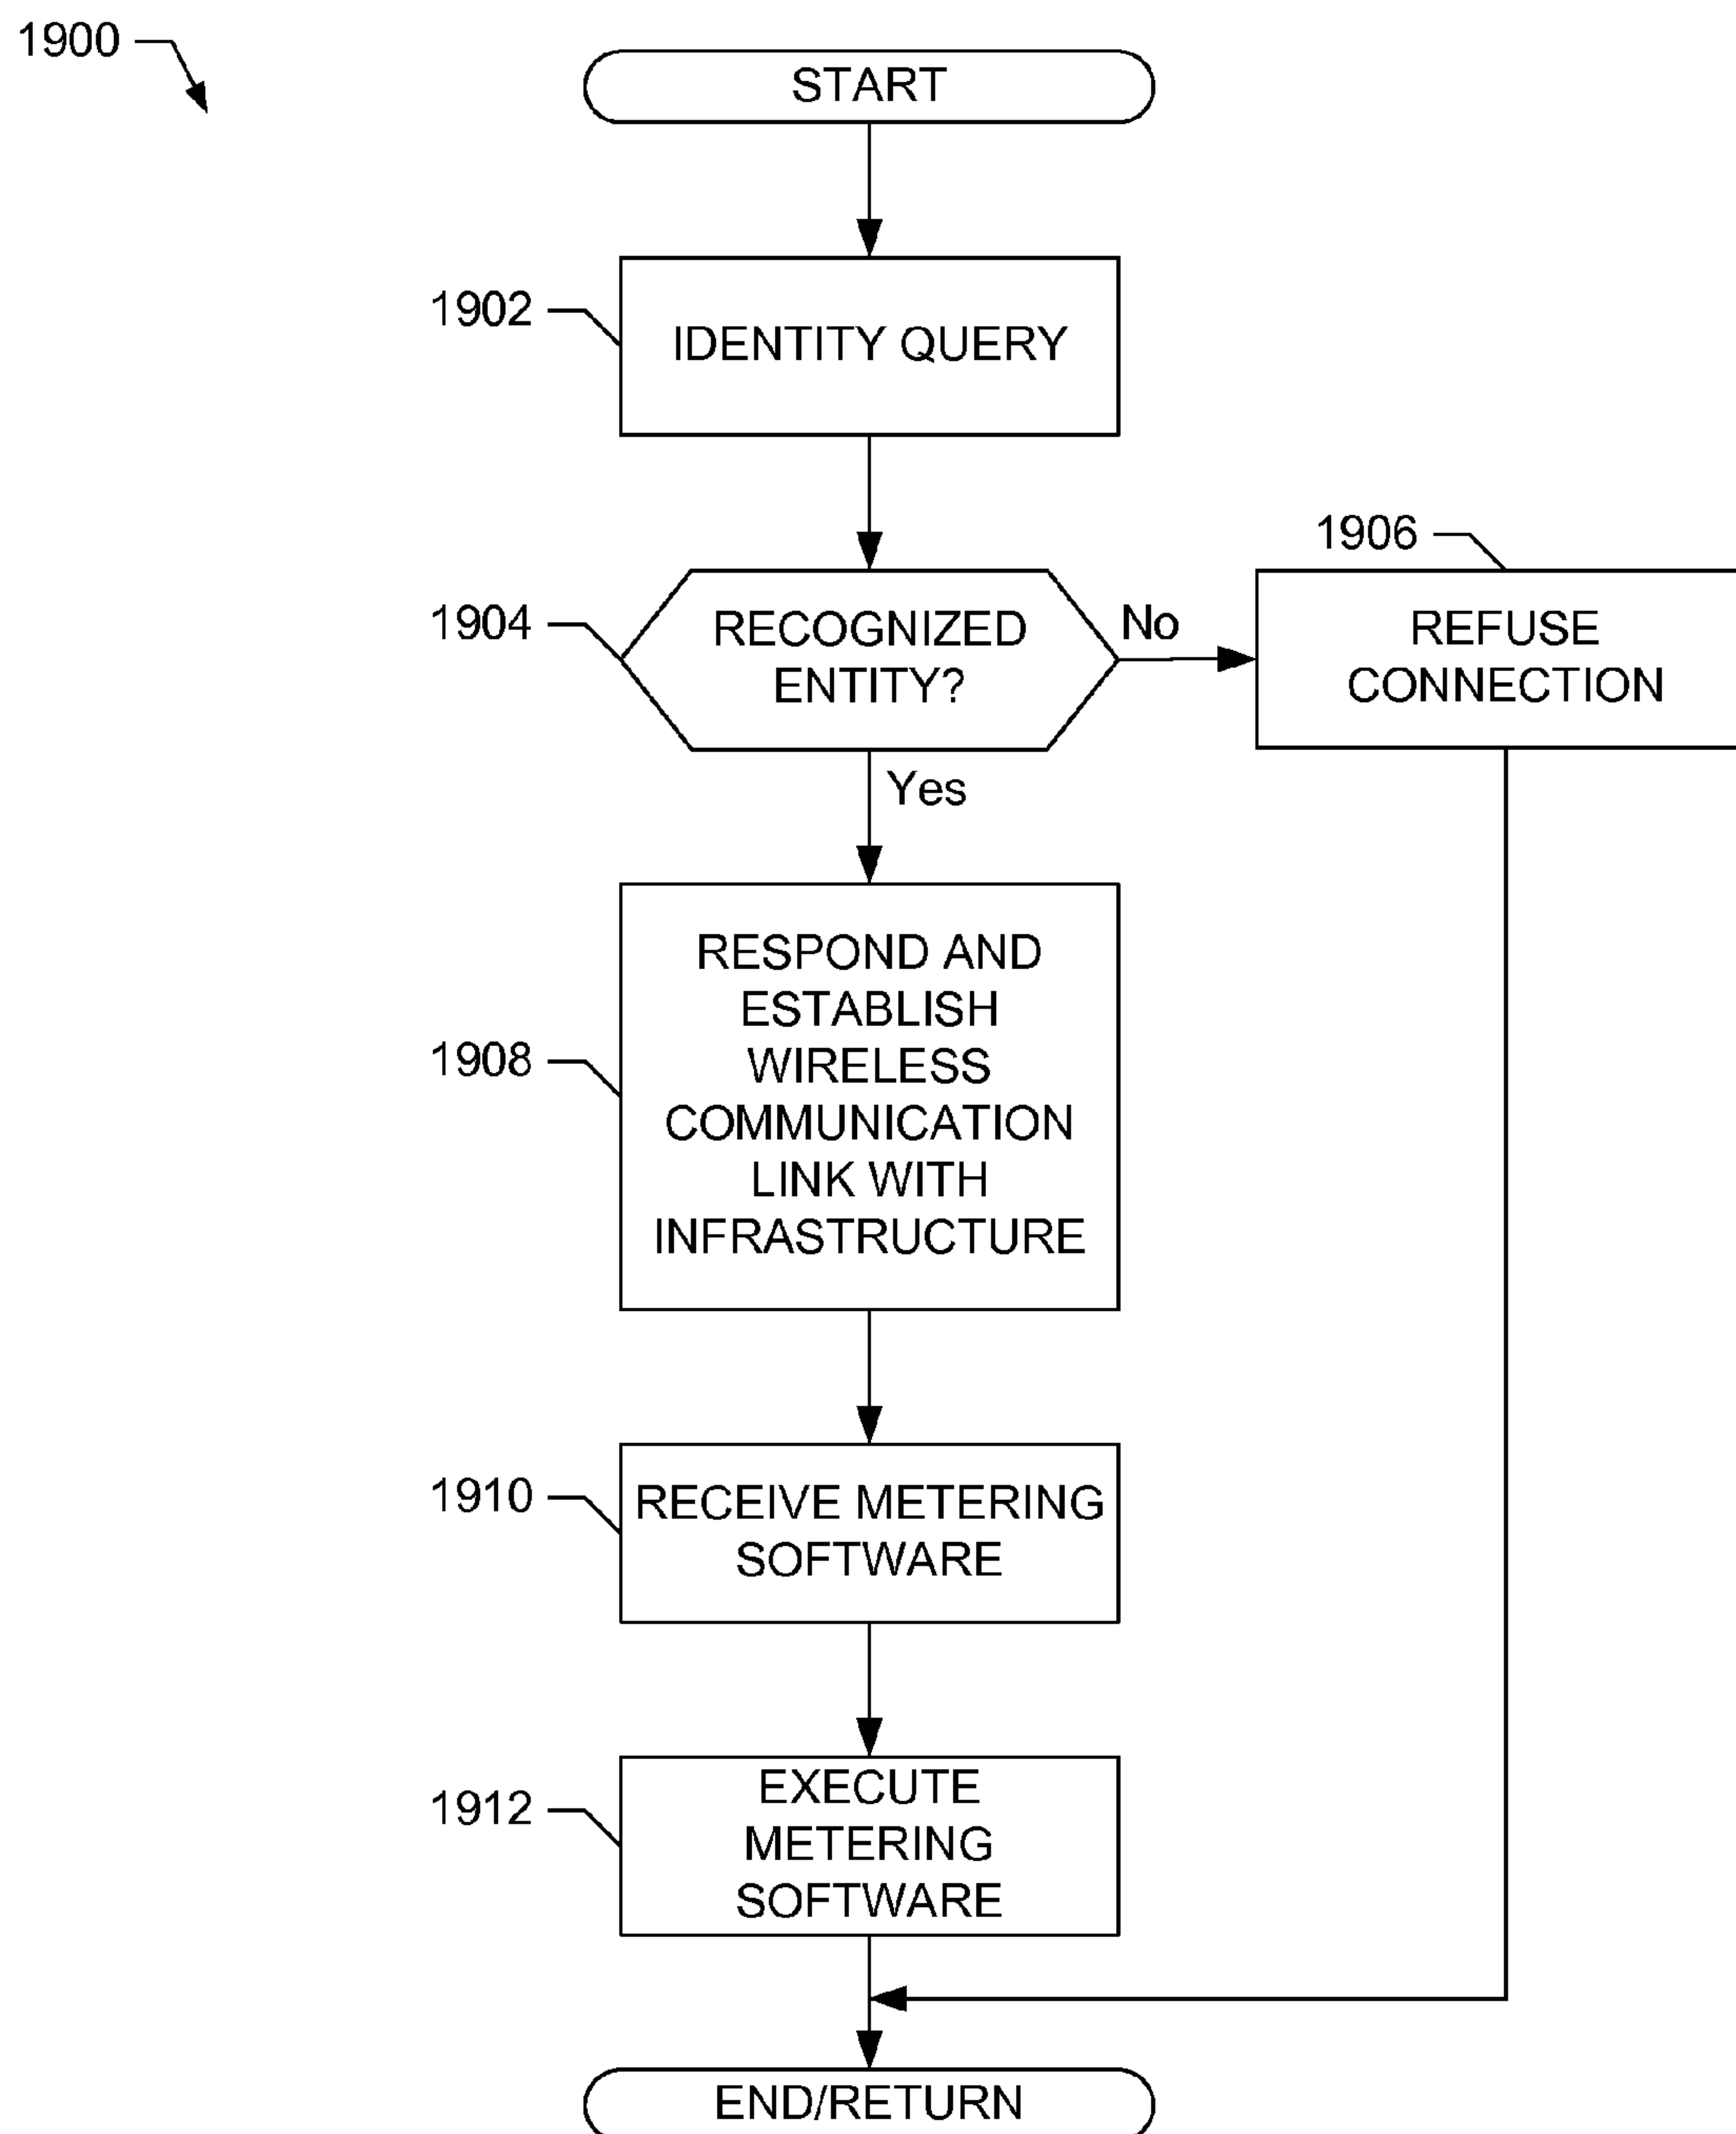 1900
START
1902
IDENTITY QUERY
1904
RECOGNIZED
ENTITY?
No
1906
REFUSE
CONNECTION
Yes
1908
RESPOND AND
ESTABLISH
WIRELESS
COMMUNICATION
LINK WITH
INFRASTRUCTURE
1910
RECEIVE METERING
SOFTWARE
1912
EXECUTE
METERING
SOFTWARE
END/RETURN